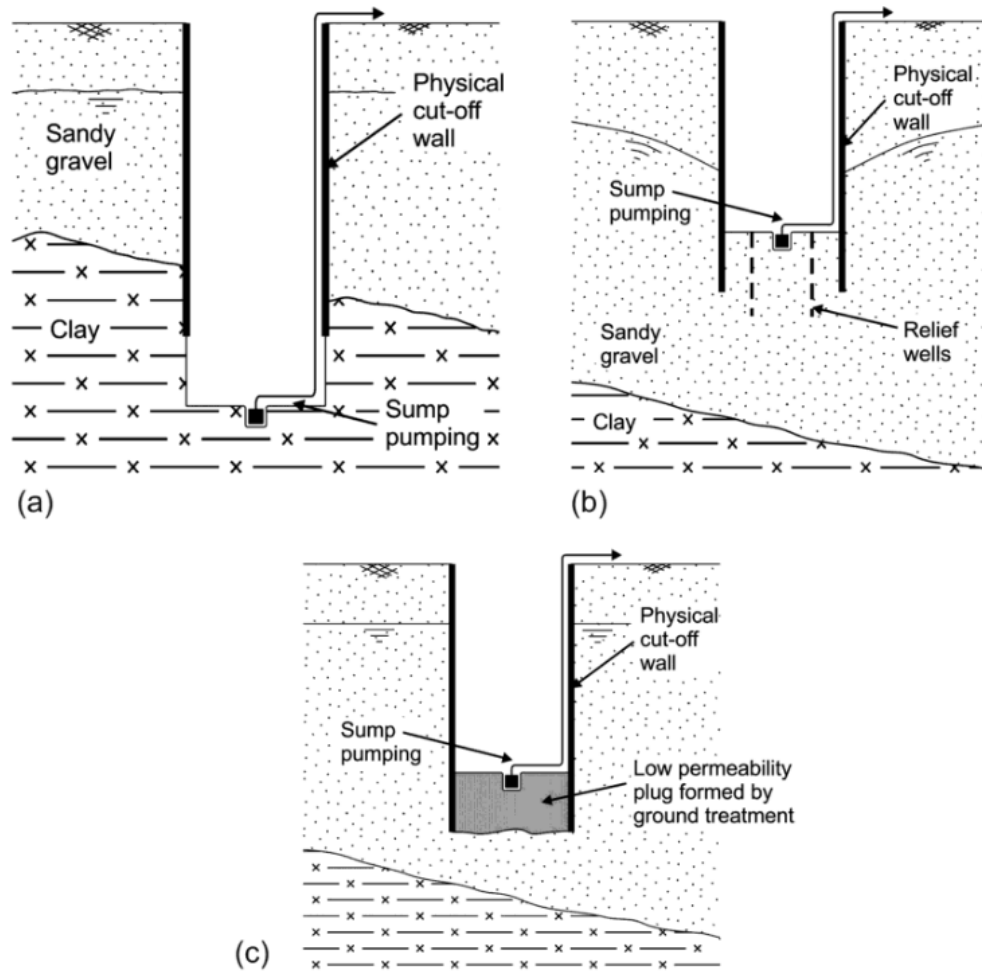 Physical
cut-off
wall
Sandy
gravel
Clay
Sump
pumping
(a)
Physical
cut-off
wall
Sump
pumping
Relief
wells
Sandy
gravel
Clay
(b)
Physical
cut-off
wall
Sump
pumping
Low permeability
plug formed by
ground treatment
(c)